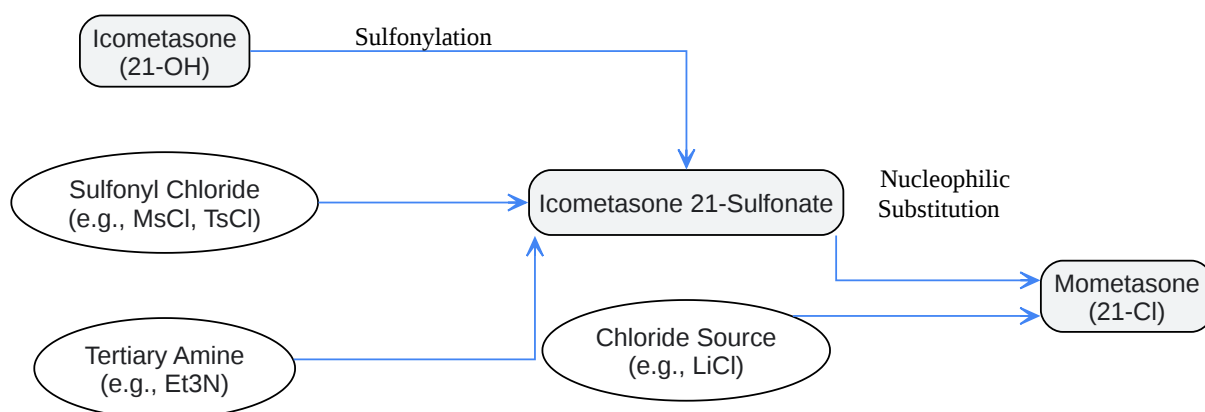 Icometasone
(21-OH)
Sulfonylation
Sulfonyl Chloride
(e.g., MsCl, TsCl)
Icometasone 21-Sulfonate
Nucleophilic
Substitution
Mometasone
(21-Cl)
Tertiary Amine
(e.g., Et3N)
Chloride Source
(e.g., LiCl)